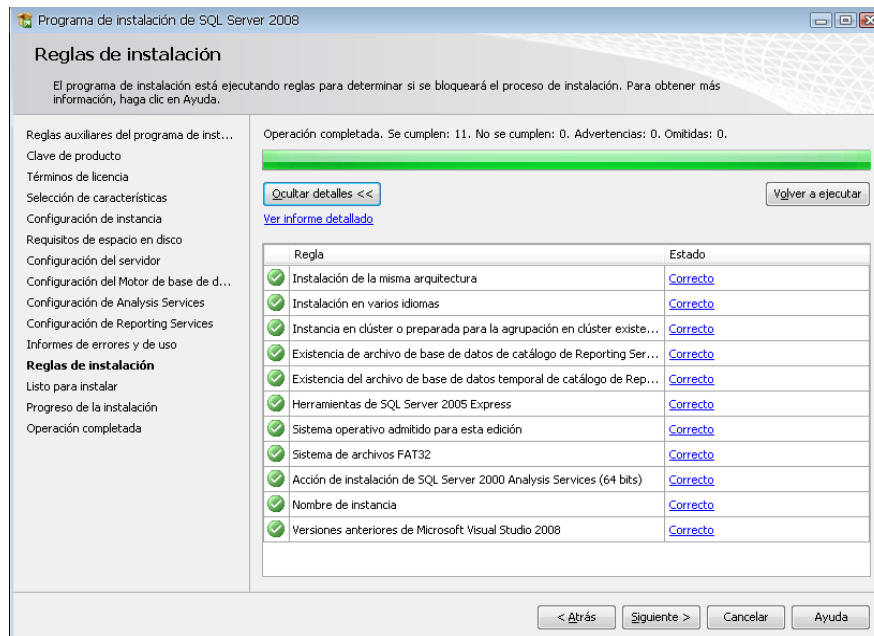 Programa de instalación de SQL Server 2008
Reglas de instalación
El programa de instalación está ejecutando reglas para determinar si se bloqueará el proceso de instalación. Para obtener más
información, haga clic en Ayuda.
Reglas auxiliares del programa de inst...
Clave de producto
Términos de licencia
Selección de características
Configuración de instancia
Requisitos de espacio en disco
Configuración del servidor
Configuración del Motor de base de d...
Configuración de Analysis Services
Configuración de Reporting Services
Informes de errores y de uso
Reglas de instalación
Listo para instalar
Progreso de la instalación
Operación completada
Operación completada. Se cumplen: 11. No se cumplen: 0. Advertencias: 0. Omitidas: 0.
Ocultar detalles << Volver a ejecutar
Ver informe detallado
Regla Estado
Instalación de la misma arquitectura Correcto
Instalación en varios idiomas Correcto
Instancia en clúster o preparada para la agrupación en clúster existe... Correcto
Existencia de archivo de base de datos de catálogo de Reporting Ser... Correcto
Existencia del archivo de base de datos temporal de catálogo de Rep... Correcto
Herramientas de SQL Server 2005 Express Correcto
Sistema operativo admitido para esta edición Correcto
Sistema de archivos FAT32 Correcto
Acción de instalación de SQL Server 2000 Analysis Services (64 bits) Correcto
Nombre de instancia Correcto
Versiones anteriores de Microsoft Visual Studio 2008 Correcto
< Atrás Siguiente > Cancelar Ayuda